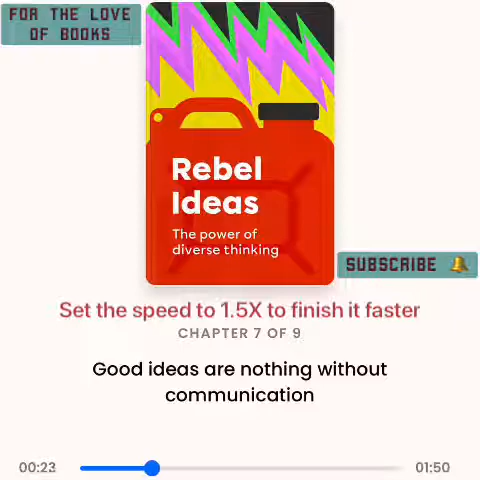 FOR THE LOVE
OF BOOKS
Rebel
Ideas
The power of
diverse thinking
SUBSCRIBE
Set the speed to 1.5X to finish it faster
CHAPTER 7 OF 9
Good ideas are nothing without
communication
00:23
01:50